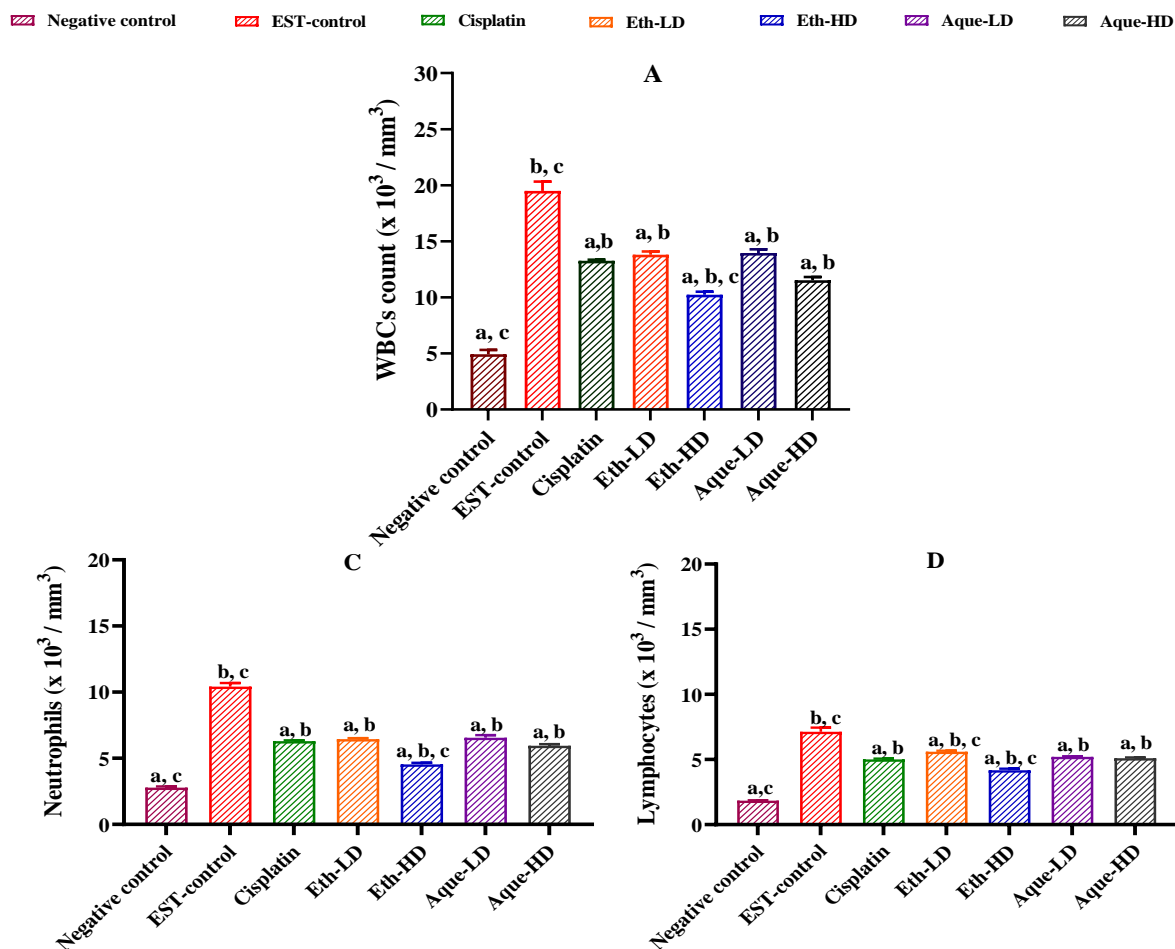 Negative control EST-control Cisplatin Eth-LD Eth-HD Aque-LD Aque-HD
A
WBCs count (x 10³ / mm³)
30
25
20
15
10
5
0
a, c
b, c
a,b
a, b
a, b, c
a, b
a, b
Negative control
EST-control
Cisplatin
Eth-LD
Eth-HD
Aque-LD
Aque-HD
C
Neutrophils (x 10³ / mm³)
20
15
10
5
0
a, c
b, c
a, b
a, b
a, b, c
a, b
a, b
Negative control
EST-control
Cisplatin
Eth-LD
Eth-HD
Aque-LD
Aque-HD
D
Lymphocytes (x 10³ / mm³)
20
15
10
5
0
a,c
b, c
a, b
a, b, c
a, b, c
a, b
a, b
Negative control
EST-control
Cisplatin
Eth-LD
Eth-HD
Aque-LD
Aque-HD